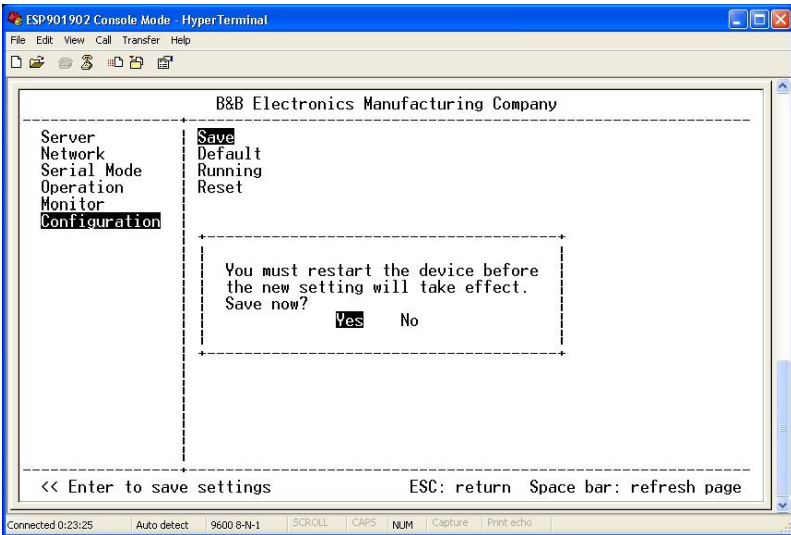 ESP901902 Console Mode - HyperTerminal
File Edit View Call Transfer Help
B&B Electronics Manufacturing Company
Server
Network
Serial Mode
Operation
Monitor
Configuration
Save
Default
Running
Reset
You must restart the device before
the new setting will take effect.
Save now?
Yes No
<< Enter to save settings ESC: return Space bar: refresh page
Connected 0:23:25 Auto detect 9600 8-N-1 SCROLL CAPS NUM Capture Print echo